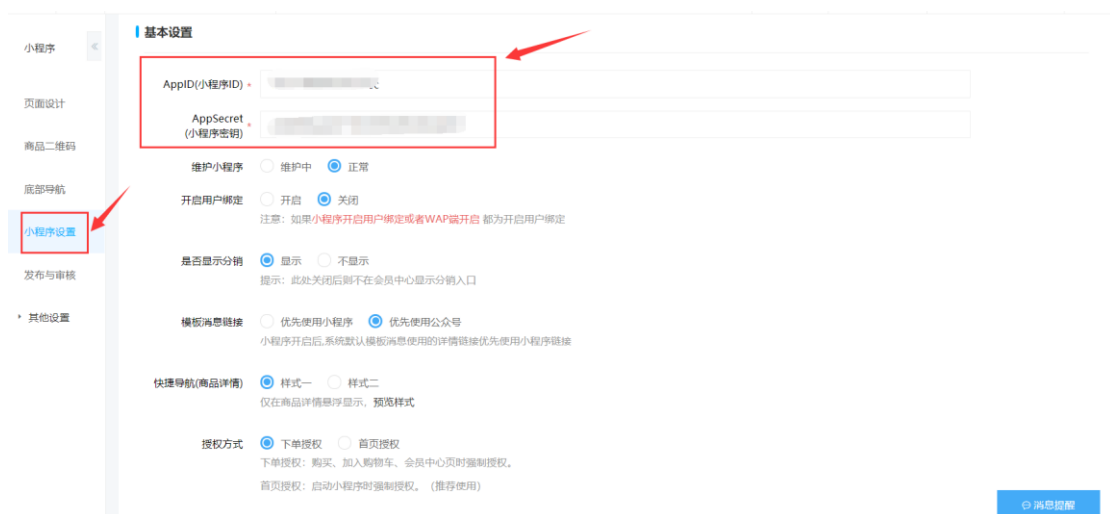 小程序
«
页面设计
商品二维码
底部导航
小程序设置
发布与审核
其他设置
基本设置
AppID(小程序ID) *
AppSecret
(小程序密钥) *
维护小程序 维护中 正常
开启用户绑定 开启 关闭
注意：如果小程序开启用户绑定或者WAP端开启 都为开启用户绑定
是否显示分销 显示 不显示
提示：此处关闭后则不在会员中心显示分销入口
模板消息链接 优先使用小程序 优先使用公众号
小程序开启后,系统默认模板消息使用的详情链接优先使用小程序链接
快捷导航(商品详情) 样式一 样式二
仅在商品详情悬浮显示，预览样式
授权方式 下单授权 首页授权
下单授权：购买、加入购物车、会员中心页时强制授权。
首页授权：启动小程序时强制授权。（推荐使用）
消息提醒